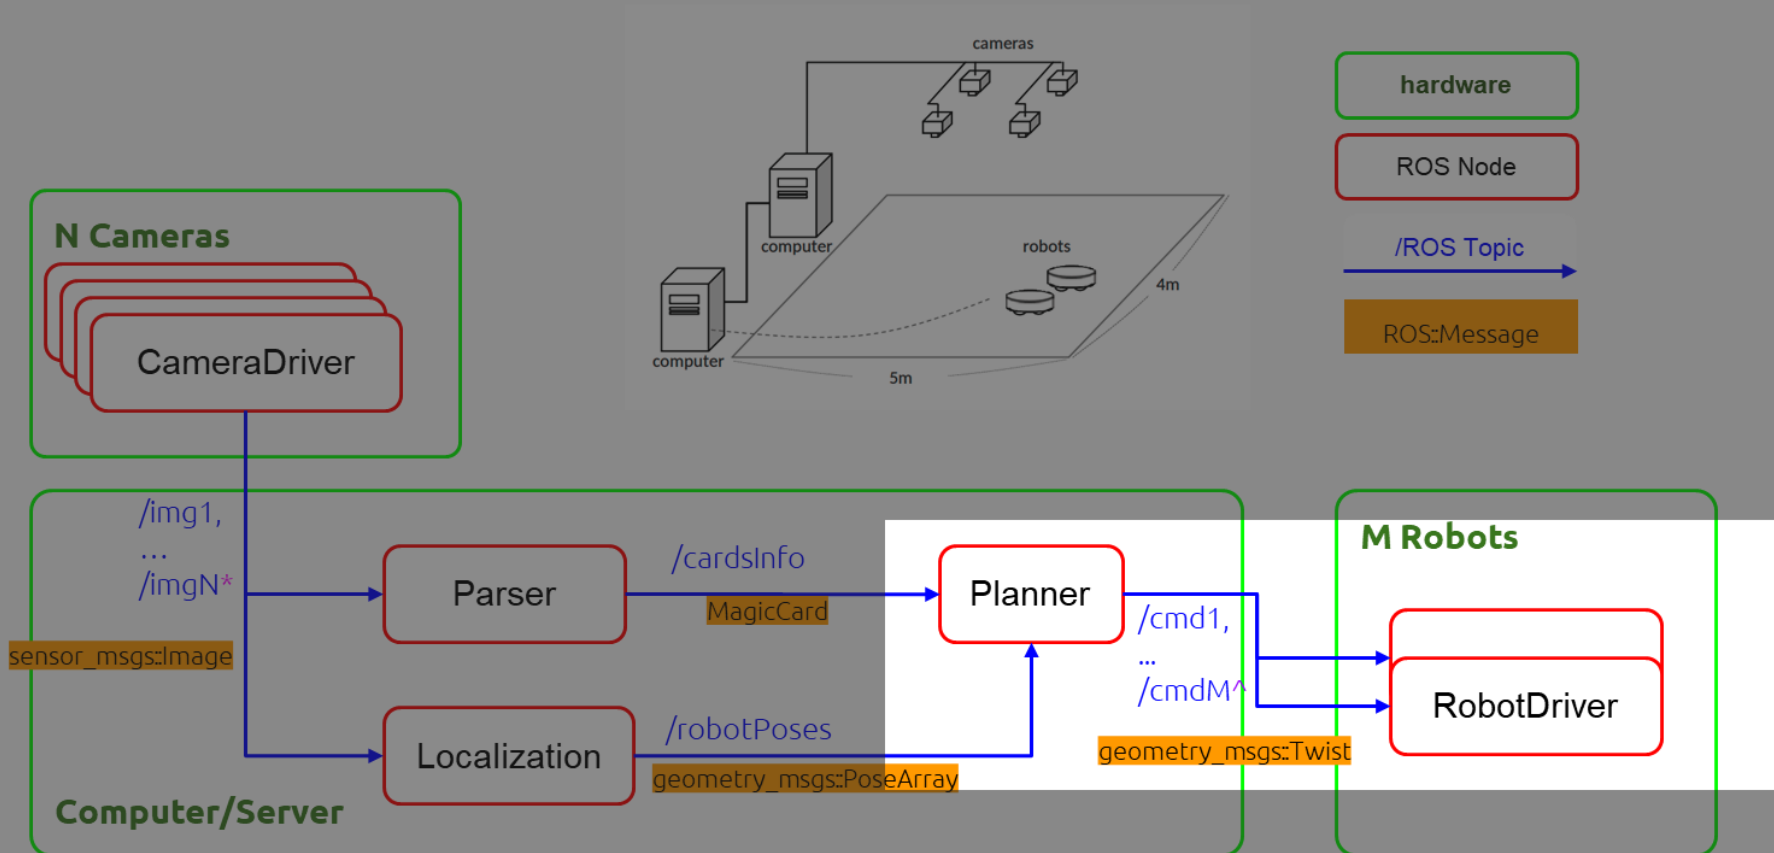 cameras
computer
robots
computer
4m
5m
hardware
ROS Node
/ROS Topic
ROS::Message
N Cameras
CameraDriver
/img1,
...
/imgN*
sensor_msgs::Image
Parser
/cardsInfo
MagicCard
Localization
/robotPoses
geometry_msgs::PoseArray
Computer/Server
Planner
/cmd1,
...
/cmdM^
geometry_msgs::Twist
M Robots
RobotDriver